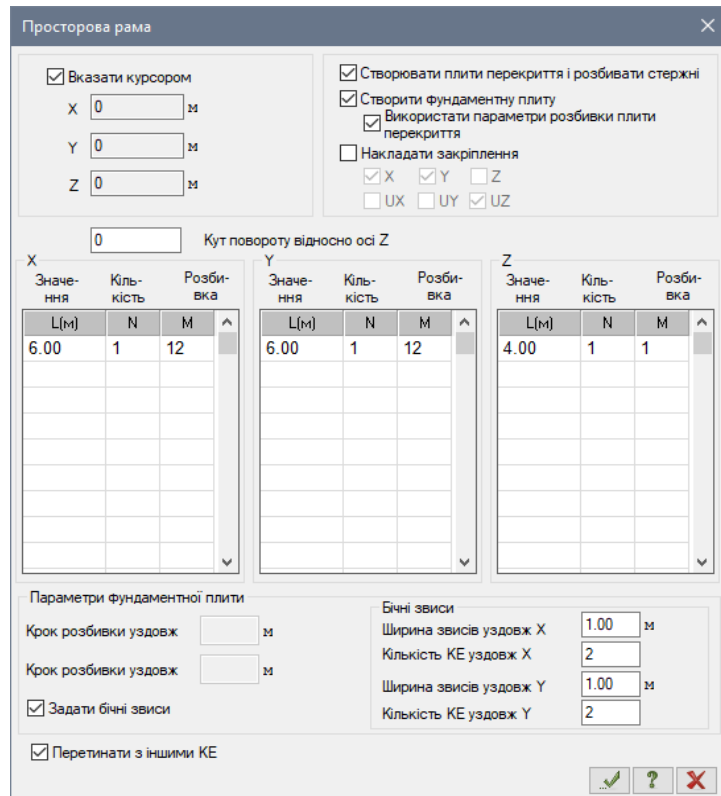 Просторова рама
Вказати курсором
X 0 м
Y 0 м
Z 0 м
Створювати плити перекриття і розбивати стержні
Створити фундаментну плиту
Використати параметри розбивки плити
перекриття
Накладати закріплення
X Y Z
UX UY UZ
0 Кут повороту відносно осі Z
X
Значе- Кіль- Розби-
ння кість вка
L(м) N M
6.00 1 12
Y
Значе- Кіль- Розби-
ння кість вка
L(м) N M
6.00 1 12
Z
Значе- Кіль- Розби-
ння кість вка
L(м) N M
4.00 1 1
Параметри фундаментної плити
Крок розбивки уздовж м
Крок розбивки уздовж м
Задати бічні звиси
Бічні звиси
Ширина звисів уздовж X 1.00 м
Кількість КЕ уздовж X 2
Ширина звисів уздовж Y 1.00 м
Кількість КЕ уздовж Y 2
Перетинати з іншими КЕ
?